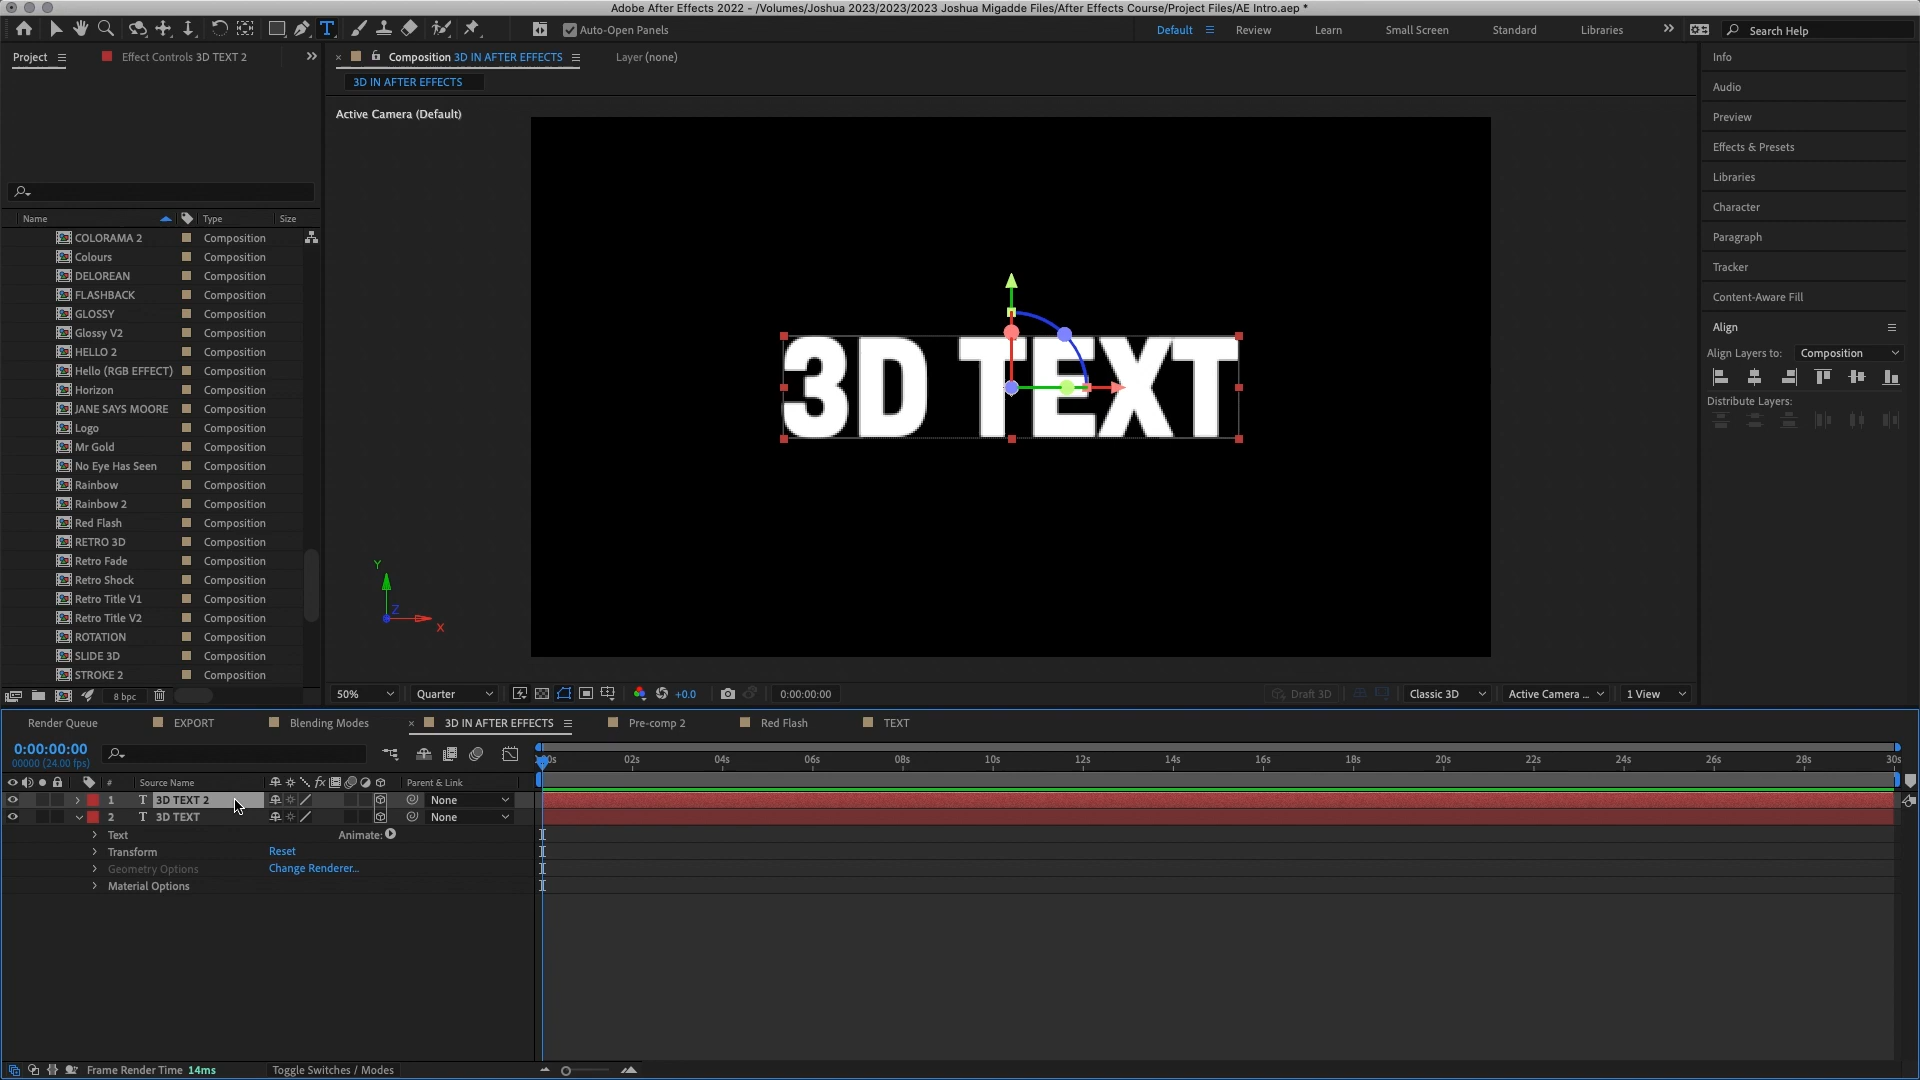 Adobe After Effects 2022 - /Volumes/Joshua 2023/2023/2023 Joshua Migadde Files/After Effects Course/Project Files/AE Intro.aep *
Auto-Open Panels
Default
Review
Learn
Small Screen
Standard
Libraries
Search Help
Project
Effect Controls 3D TEXT 2
Composition 3D IN AFTER EFFECTS
Layer (none)
3D IN AFTER EFFECTS
Active Camera (Default)
Name
Type
Size
COLORAMA 2 Composition
Colours Composition
DELOREAN Composition
FLASHBACK Composition
GLOSSY Composition
Glossy V2 Composition
HELLO 2 Composition
Hello (RGB EFFECT) Composition
Horizon Composition
JANE SAYS MOORE Composition
Logo Composition
Mr Gold Composition
No Eye Has Seen Composition
Rainbow Composition
Rainbow 2 Composition
Red Flash Composition
RETRO 3D Composition
Retro Fade Composition
Retro Shock Composition
Retro Title V1 Composition
Retro Title V2 Composition
ROTATION Composition
SLIDE 3D Composition
STROKE 2 Composition
8 bpc
3D TEXT
Y
Z
X
50%
Quarter
+0.0
0:00:00:00
Draft 3D
Classic 3D
Active Camera ...
1 View
Info
Audio
Preview
Effects & Presets
Libraries
Character
Paragraph
Tracker
Content-Aware Fill
Align
Align Layers to: Composition
Distribute Layers:
Render Queue
EXPORT
Blending Modes
3D IN AFTER EFFECTS
Pre-comp 2
Red Flash
TEXT
0:00:00:00
00000 (24.00 fps)
02s 04s 06s 08s 10s 12s 14s 16s 18s 20s 22s 24s 26s 28s 30s
# Source Name fx Parent & Link
1 T 3D TEXT 2 None
2 T 3D TEXT None
Text Animate:
Transform Reset
Geometry Options Change Renderer...
Material Options
Frame Render Time 14ms
Toggle Switches / Modes